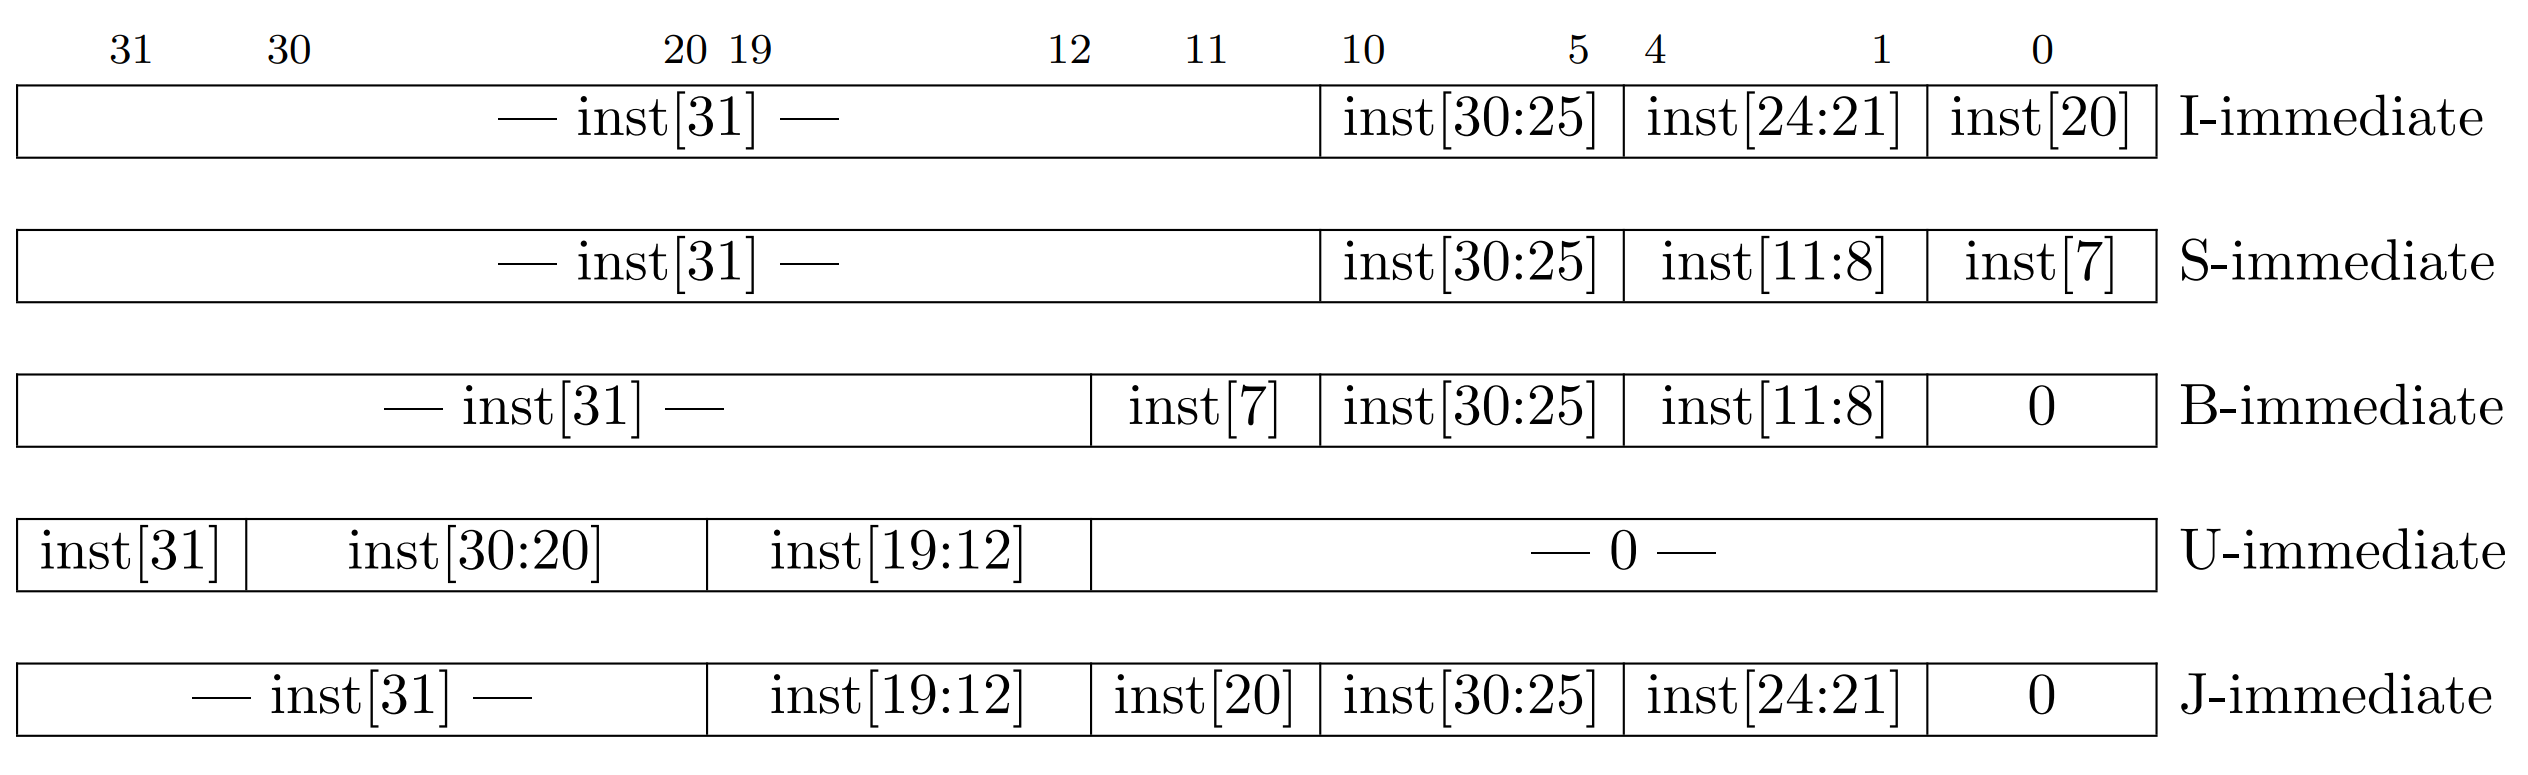 31 30 20 19 12 11 10 5 4 1 0
— inst[31] — inst[30:25] inst[24:21] inst[20] I-immediate
— inst[31] — inst[30:25] inst[11:8] inst[7] S-immediate
— inst[31] — inst[7] inst[30:25] inst[11:8] 0 B-immediate
inst[31] inst[30:20] inst[19:12] — 0 — U-immediate
— inst[31] — inst[19:12] inst[20] inst[30:25] inst[24:21] 0 J-immediate